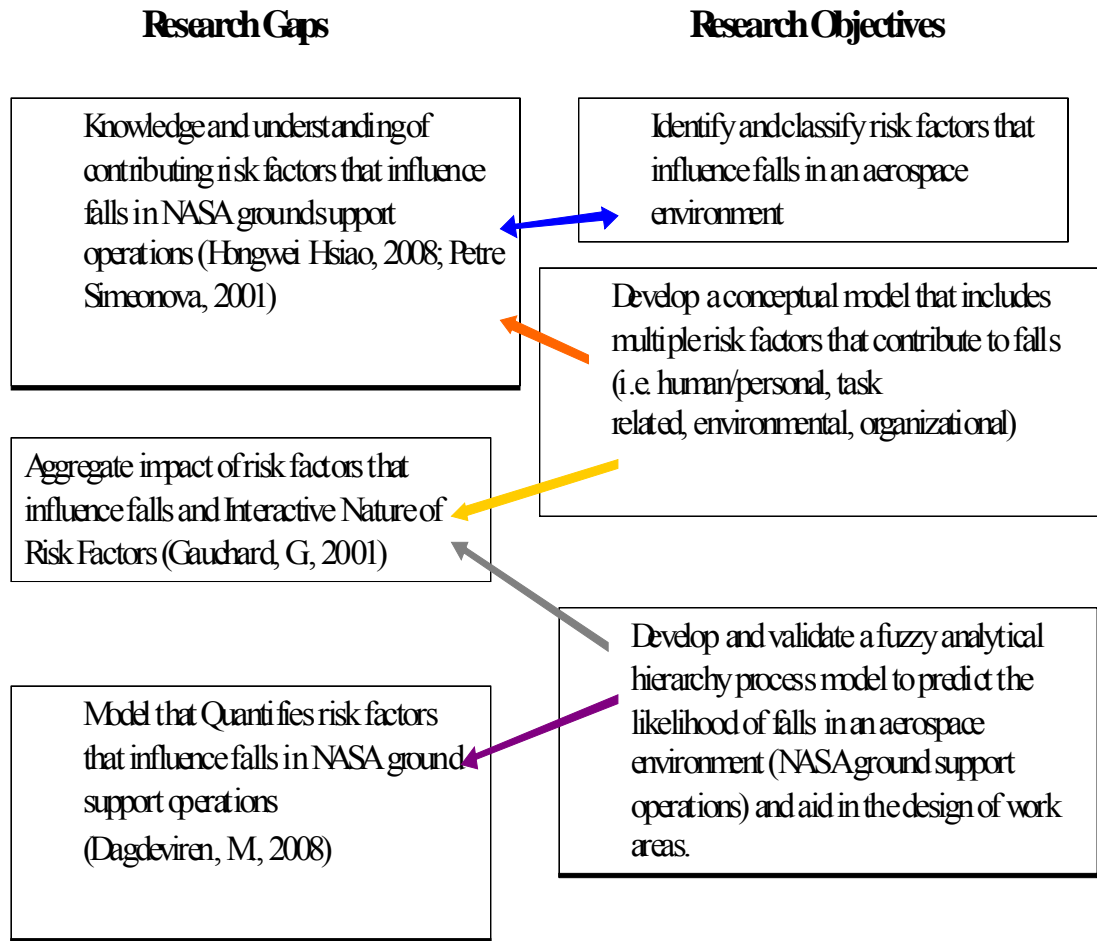 Research Gaps
Research Objectives
Knowledge and understanding of
contributing risk factors that influence
falls in NASA ground support
operations (Hongwei Hsiao, 2008; Petre
Simeonova, 2001)
Identify and classify risk factors that
influence falls in an aerospace
environment
Develop a conceptual model that includes
multiple risk factors that contribute to falls
(i.e. human/personal, task
related, environmental, organizational)
Aggregate impact of risk factors that
influence falls and Interactive Nature of
Risk Factors (Gauchard, G, 2001)
Develop and validate a fuzzy analytical
hierarchy process model to predict the
likelihood of falls in an aerospace
environment (NASA ground support
operations) and aid in the design of work
areas.
Model that Quantifies risk factors
that influence falls in NASA ground
support operations
(Dagdeviren, M, 2008)